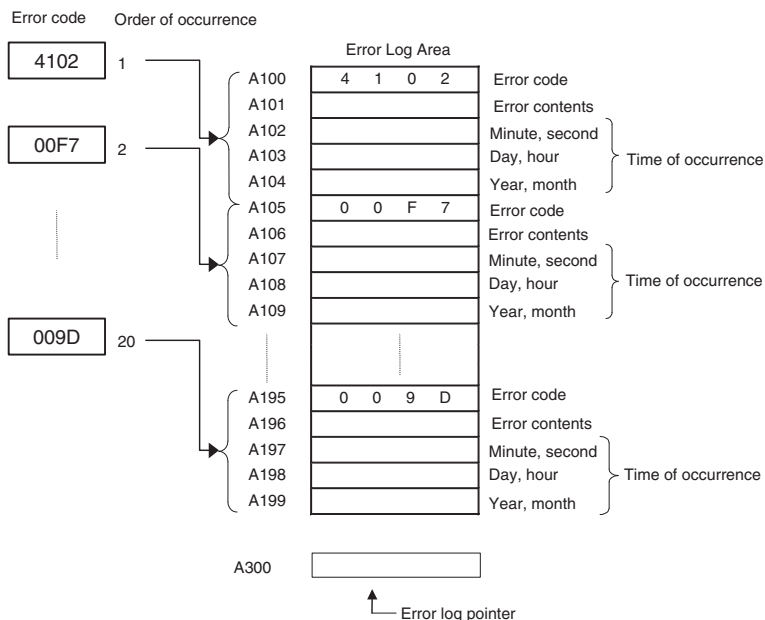 Error code Order of occurrence
Error Log Area
4102 1
A100 4 1 0 2 Error code
A101 Error contents
A102 Minute, second
00F7 2
A103 Day, hour Time of occurrence
A104 Year, month
A105 0 0 F 7 Error code
A106 Error contents
A107 Minute, second
A108 Day, hour Time of occurrence
A109 Year, month
009D 20
A195 0 0 9 D Error code
A196 Error contents
A197 Minute, second
A198 Day, hour Time of occurrence
A199 Year, month
A300
Error log pointer